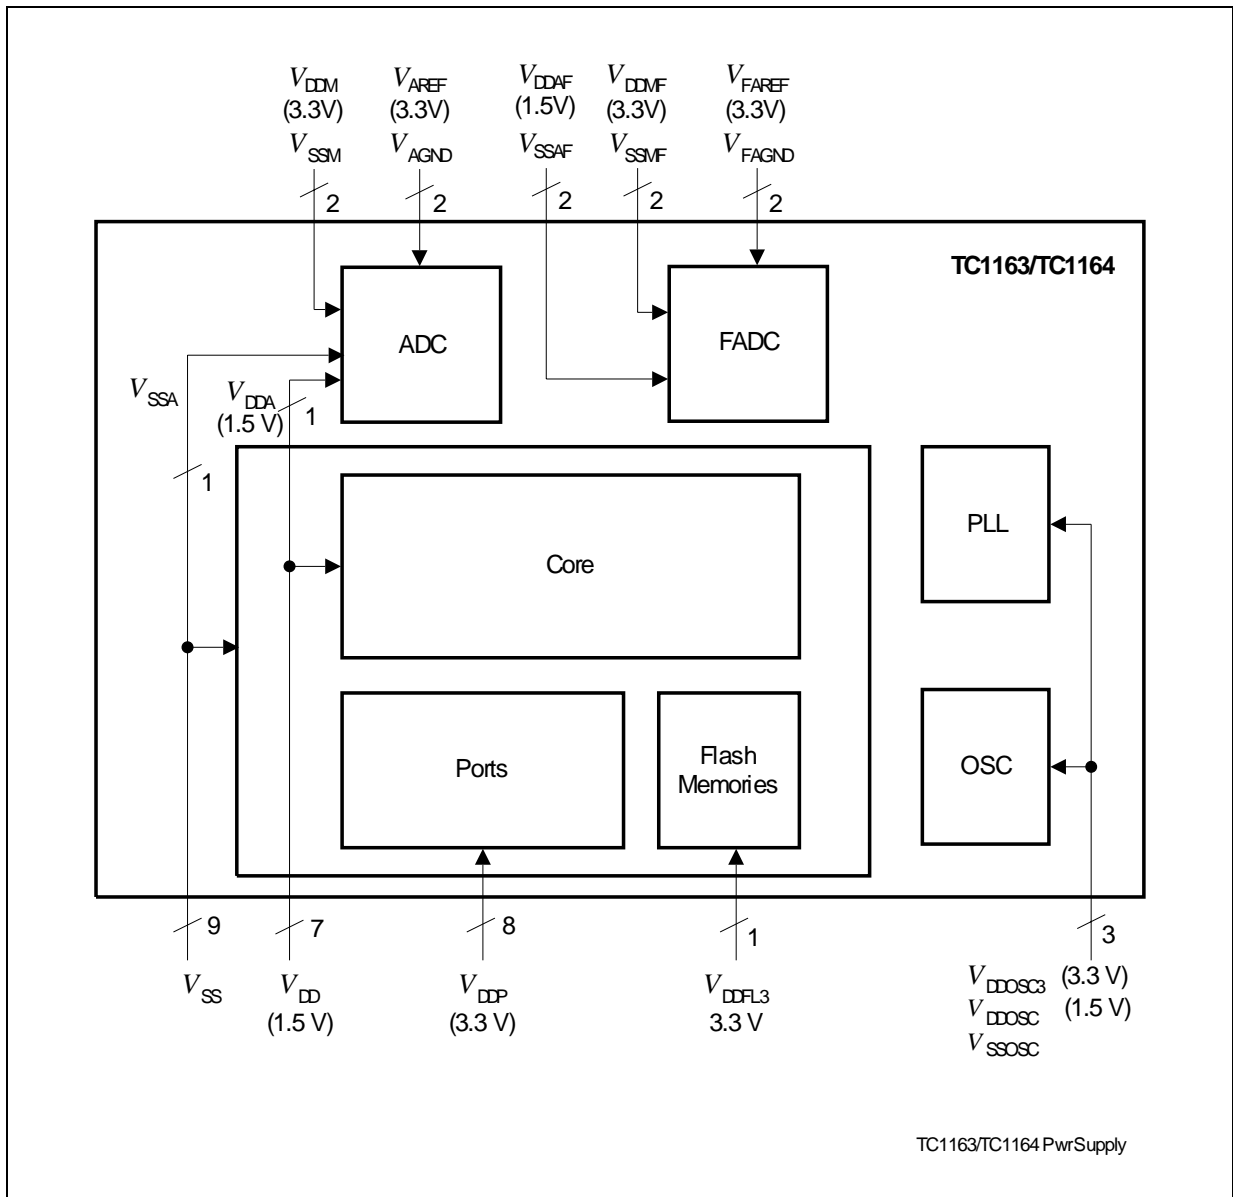 VDDM VAREF VDDAF VDDMF VFAREF
(3.3V) (3.3V) (1.5V) (3.3V) (3.3V)
VSSM VAGND VSSAF VSSMF VFAGND
2 2 2 2 2
TC1163/TC1164
ADC
FADC
VSSA
VDDA
(1.5 V)
1
1
Core
PLL
Ports
Flash
Memories
OSC
9 7 8 1 3
VSS VDD VDDP VDDFL3
(1.5 V) (3.3 V) 3.3 V
VDDOSC3 (3.3 V)
VDDOSC (1.5 V)
VSSOSC
TC1163/TC1164 PwrSupply